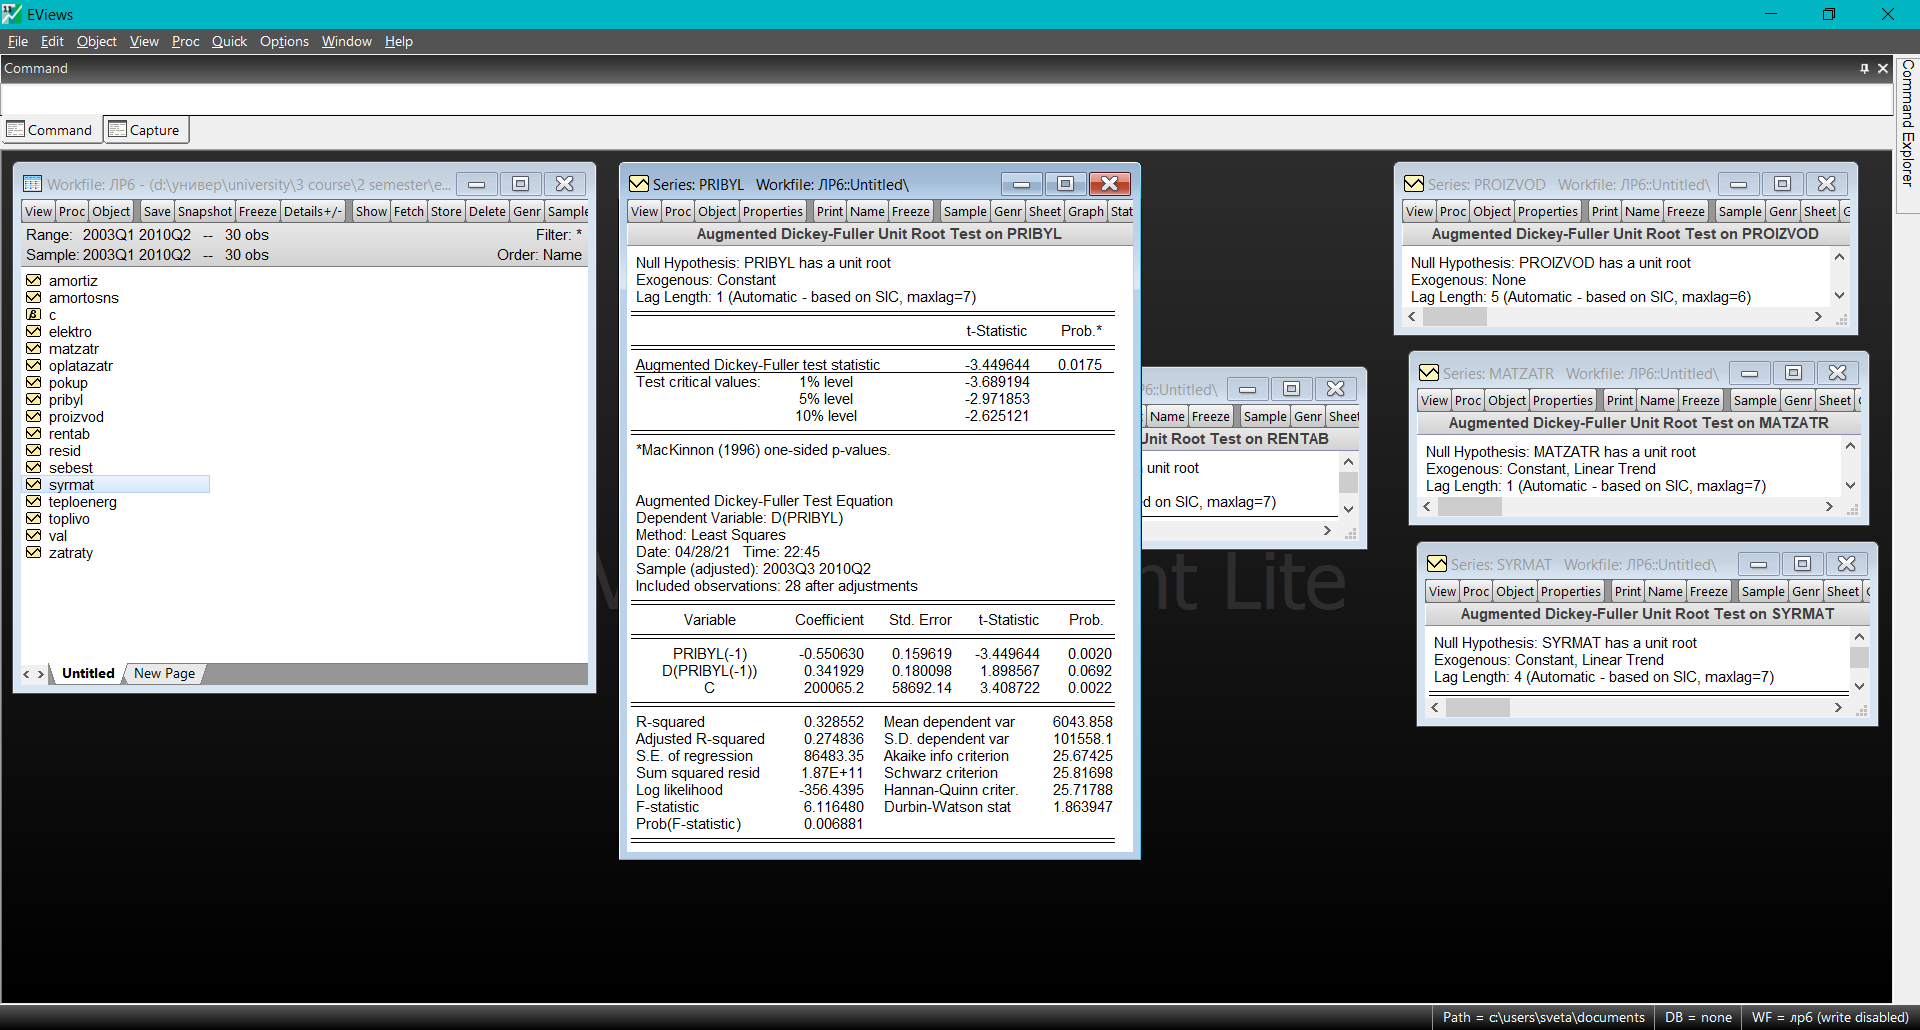 EViews
File Edit Object View Proc Quick Options Window Help
Command
Command Capture
Command Explorer
Workfile: ЛР6 - (d:\универ\university\3 course\2 semester\e...
View Proc Object Save Snapshot Freeze Details+/- Show Fetch Store Delete Genr Sample
Range: 2003Q1 2010Q2 -- 30 obs Filter: *
Sample: 2003Q1 2010Q2 -- 30 obs Order: Name
amortiz
amortosns
c
elektro
matzatr
oplatazatr
pokup
pribyl
proizvod
rentab
resid
sebest
syrmat
teploenerg
toplivo
val
zatraty
Untitled New Page
Series: PRIBYL Workfile: ЛР6::Untitled\
View Proc Object Properties Print Name Freeze Sample Genr Sheet Graph Stat
Augmented Dickey-Fuller Unit Root Test on PRIBYL
Null Hypothesis: PRIBYL has a unit root
Exogenous: Constant
Lag Length: 1 (Automatic - based on SIC, maxlag=7)
t-Statistic Prob.*
Augmented Dickey-Fuller test statistic -3.449644 0.0175
Test critical values: 1% level -3.689194
5% level -2.971853
10% level -2.625121
*MacKinnon (1996) one-sided p-values.
Augmented Dickey-Fuller Test Equation
Dependent Variable: D(PRIBYL)
Method: Least Squares
Date: 04/28/21 Time: 22:45
Sample (adjusted): 2003Q3 2010Q2
Included observations: 28 after adjustments
Variable Coefficient Std. Error t-Statistic Prob.
PRIBYL(-1) -0.550630 0.159619 -3.449644 0.0020
D(PRIBYL(-1)) 0.341929 0.180098 1.898567 0.0692
C 200065.2 58692.14 3.408722 0.0022
R-squared 0.328552 Mean dependent var 6043.858
Adjusted R-squared 0.274836 S.D. dependent var 101558.1
S.E. of regression 86483.35 Akaike info criterion 25.67425
Sum squared resid 1.87E+11 Schwarz criterion 25.81698
Log likelihood -356.4395 Hannan-Quinn criter. 25.71788
F-statistic 6.116480 Durbin-Watson stat 1.863947
Prob(F-statistic) 0.006881
Р6::Untitled\
Name Freeze Sample Genr Sheet
Unit Root Test on RENTAB
unit root
d on SIC, maxlag=7)
nt Lite
Series: PROIZVOD Workfile: ЛР6::Untitled\
View Proc Object Properties Print Name Freeze Sample Genr Sheet G
Augmented Dickey-Fuller Unit Root Test on PROIZVOD
Null Hypothesis: PROIZVOD has a unit root
Exogenous: None
Lag Length: 5 (Automatic - based on SIC, maxlag=6)
Series: MATZATR Workfile: ЛР6::Untitled\
View Proc Object Properties Print Name Freeze Sample Genr Sheet
Augmented Dickey-Fuller Unit Root Test on MATZATR
Null Hypothesis: MATZATR has a unit root
Exogenous: Constant, Linear Trend
Lag Length: 1 (Automatic - based on SIC, maxlag=7)
Series: SYRMAT Workfile: ЛР6::Untitled\
View Proc Object Properties Print Name Freeze Sample Genr Sheet
Augmented Dickey-Fuller Unit Root Test on SYRMAT
Null Hypothesis: SYRMAT has a unit root
Exogenous: Constant, Linear Trend
Lag Length: 4 (Automatic - based on SIC, maxlag=7)
Path = c:\users\sveta\documents DB = none WF = лр6 (write disabled)